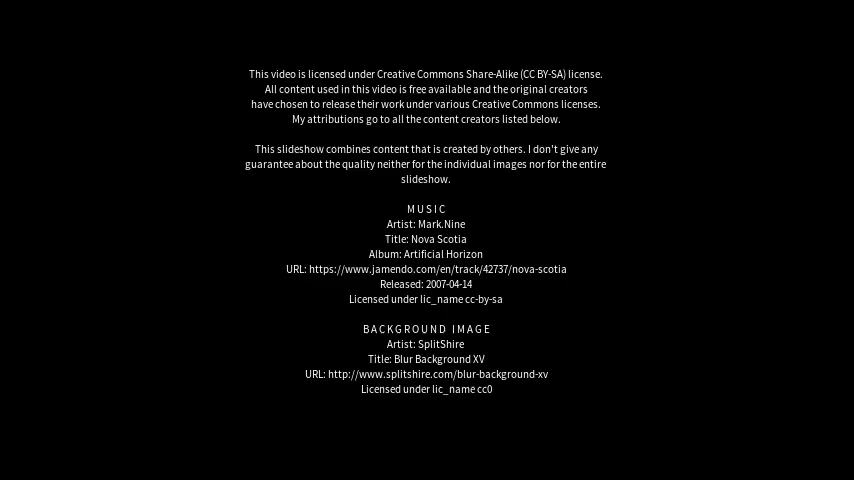 This video is licensed under Creative Commons Share-Alike (CC BY-SA) license.
All content used in this video is free available and the original creators
have chosen to release their work under various Creative Commons licenses.
My attributions go to all the content creators listed below.
This slideshow combines content that is created by others. I don't give any
guarantee about the quality neither for the individual images nor for the entire
slideshow.
MUSIC
Artist: Mark.Nine
Title: Nova Scotia
Album: Artificial Horizon
URL: https://www.jamendo.com/en/track/42737/nova-scotia
Released: 2007-04-14
Licensed under lic_name cc-by-sa
BACKGROUND IMAGE
Artist: SplitShire
Title: Blur Background XV
URL: http://www.splitshire.com/blur-background-xv
Licensed under lic_name cc0